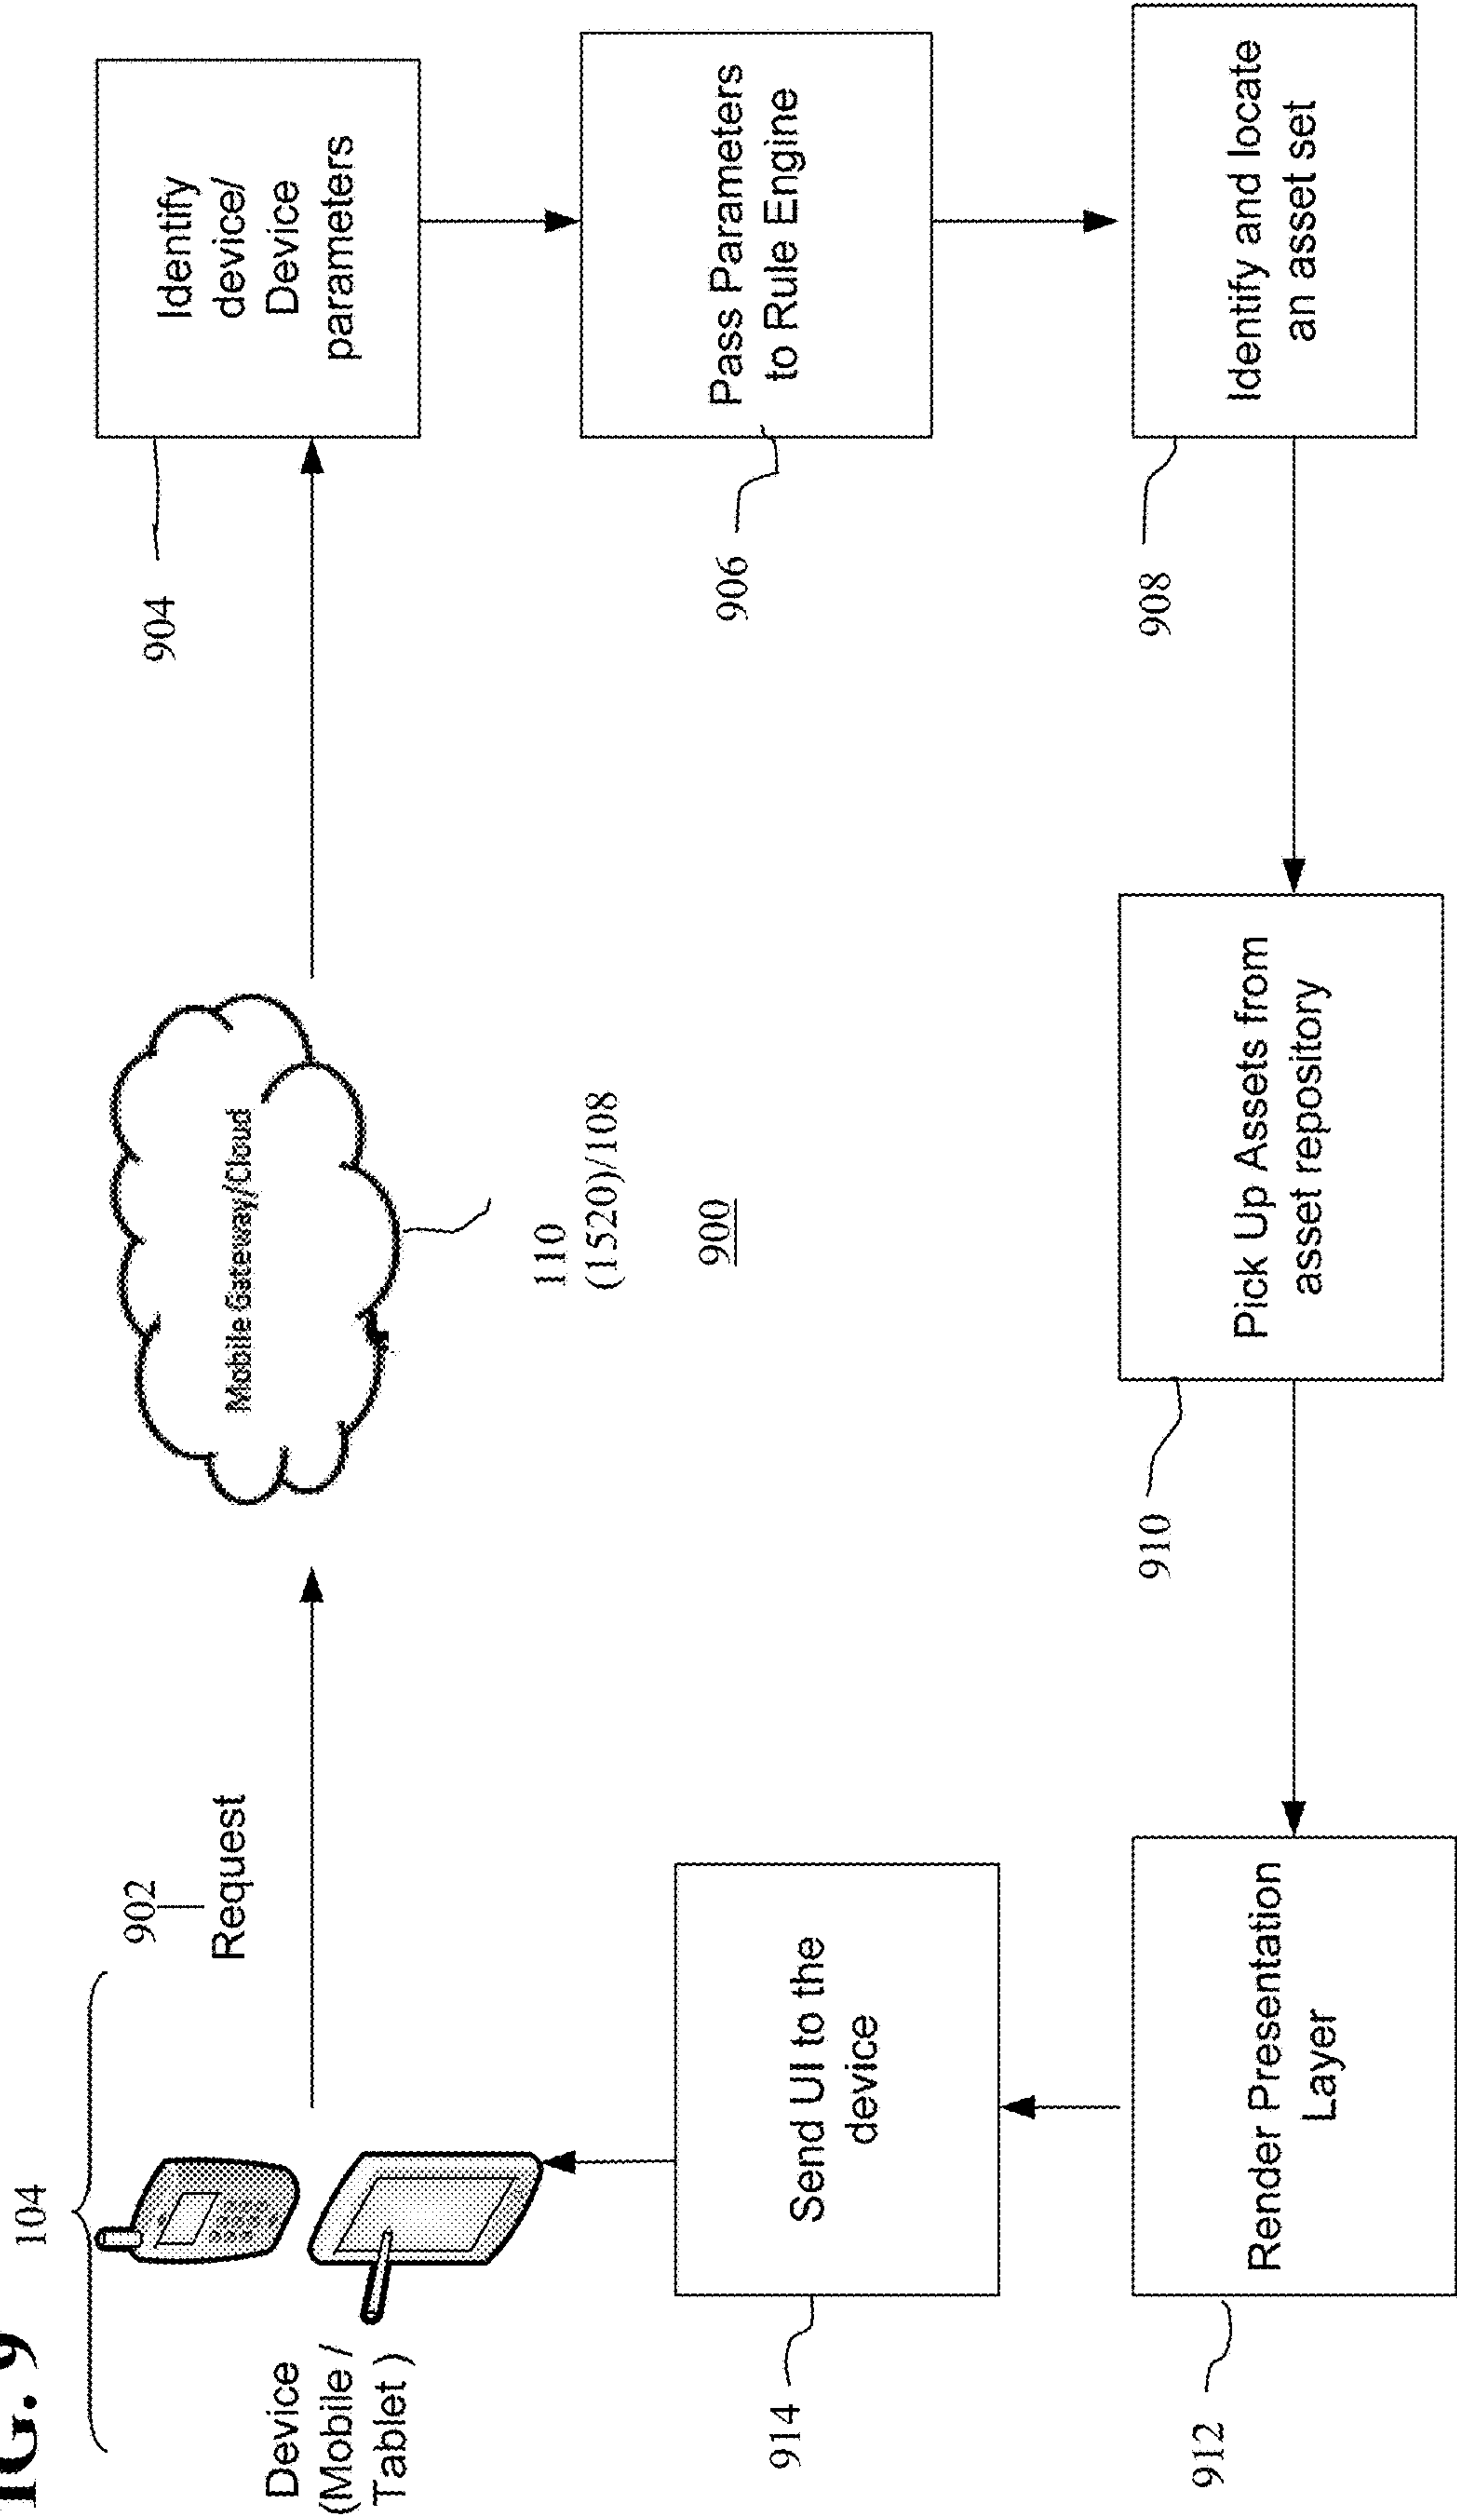 IG. 9
104
902
Request
Device
(Mobile /
Tablet )
Mobile Gateway/Cloud
110
(1520)/108
900
904
Identify
device/
Device
parameters
906
Pass Parameters
to Rule Engine
908
Identify and locate
an asset set
910
Pick Up Assets from
asset repository
912
Render Presentation
Layer
914
Send UI to the
device